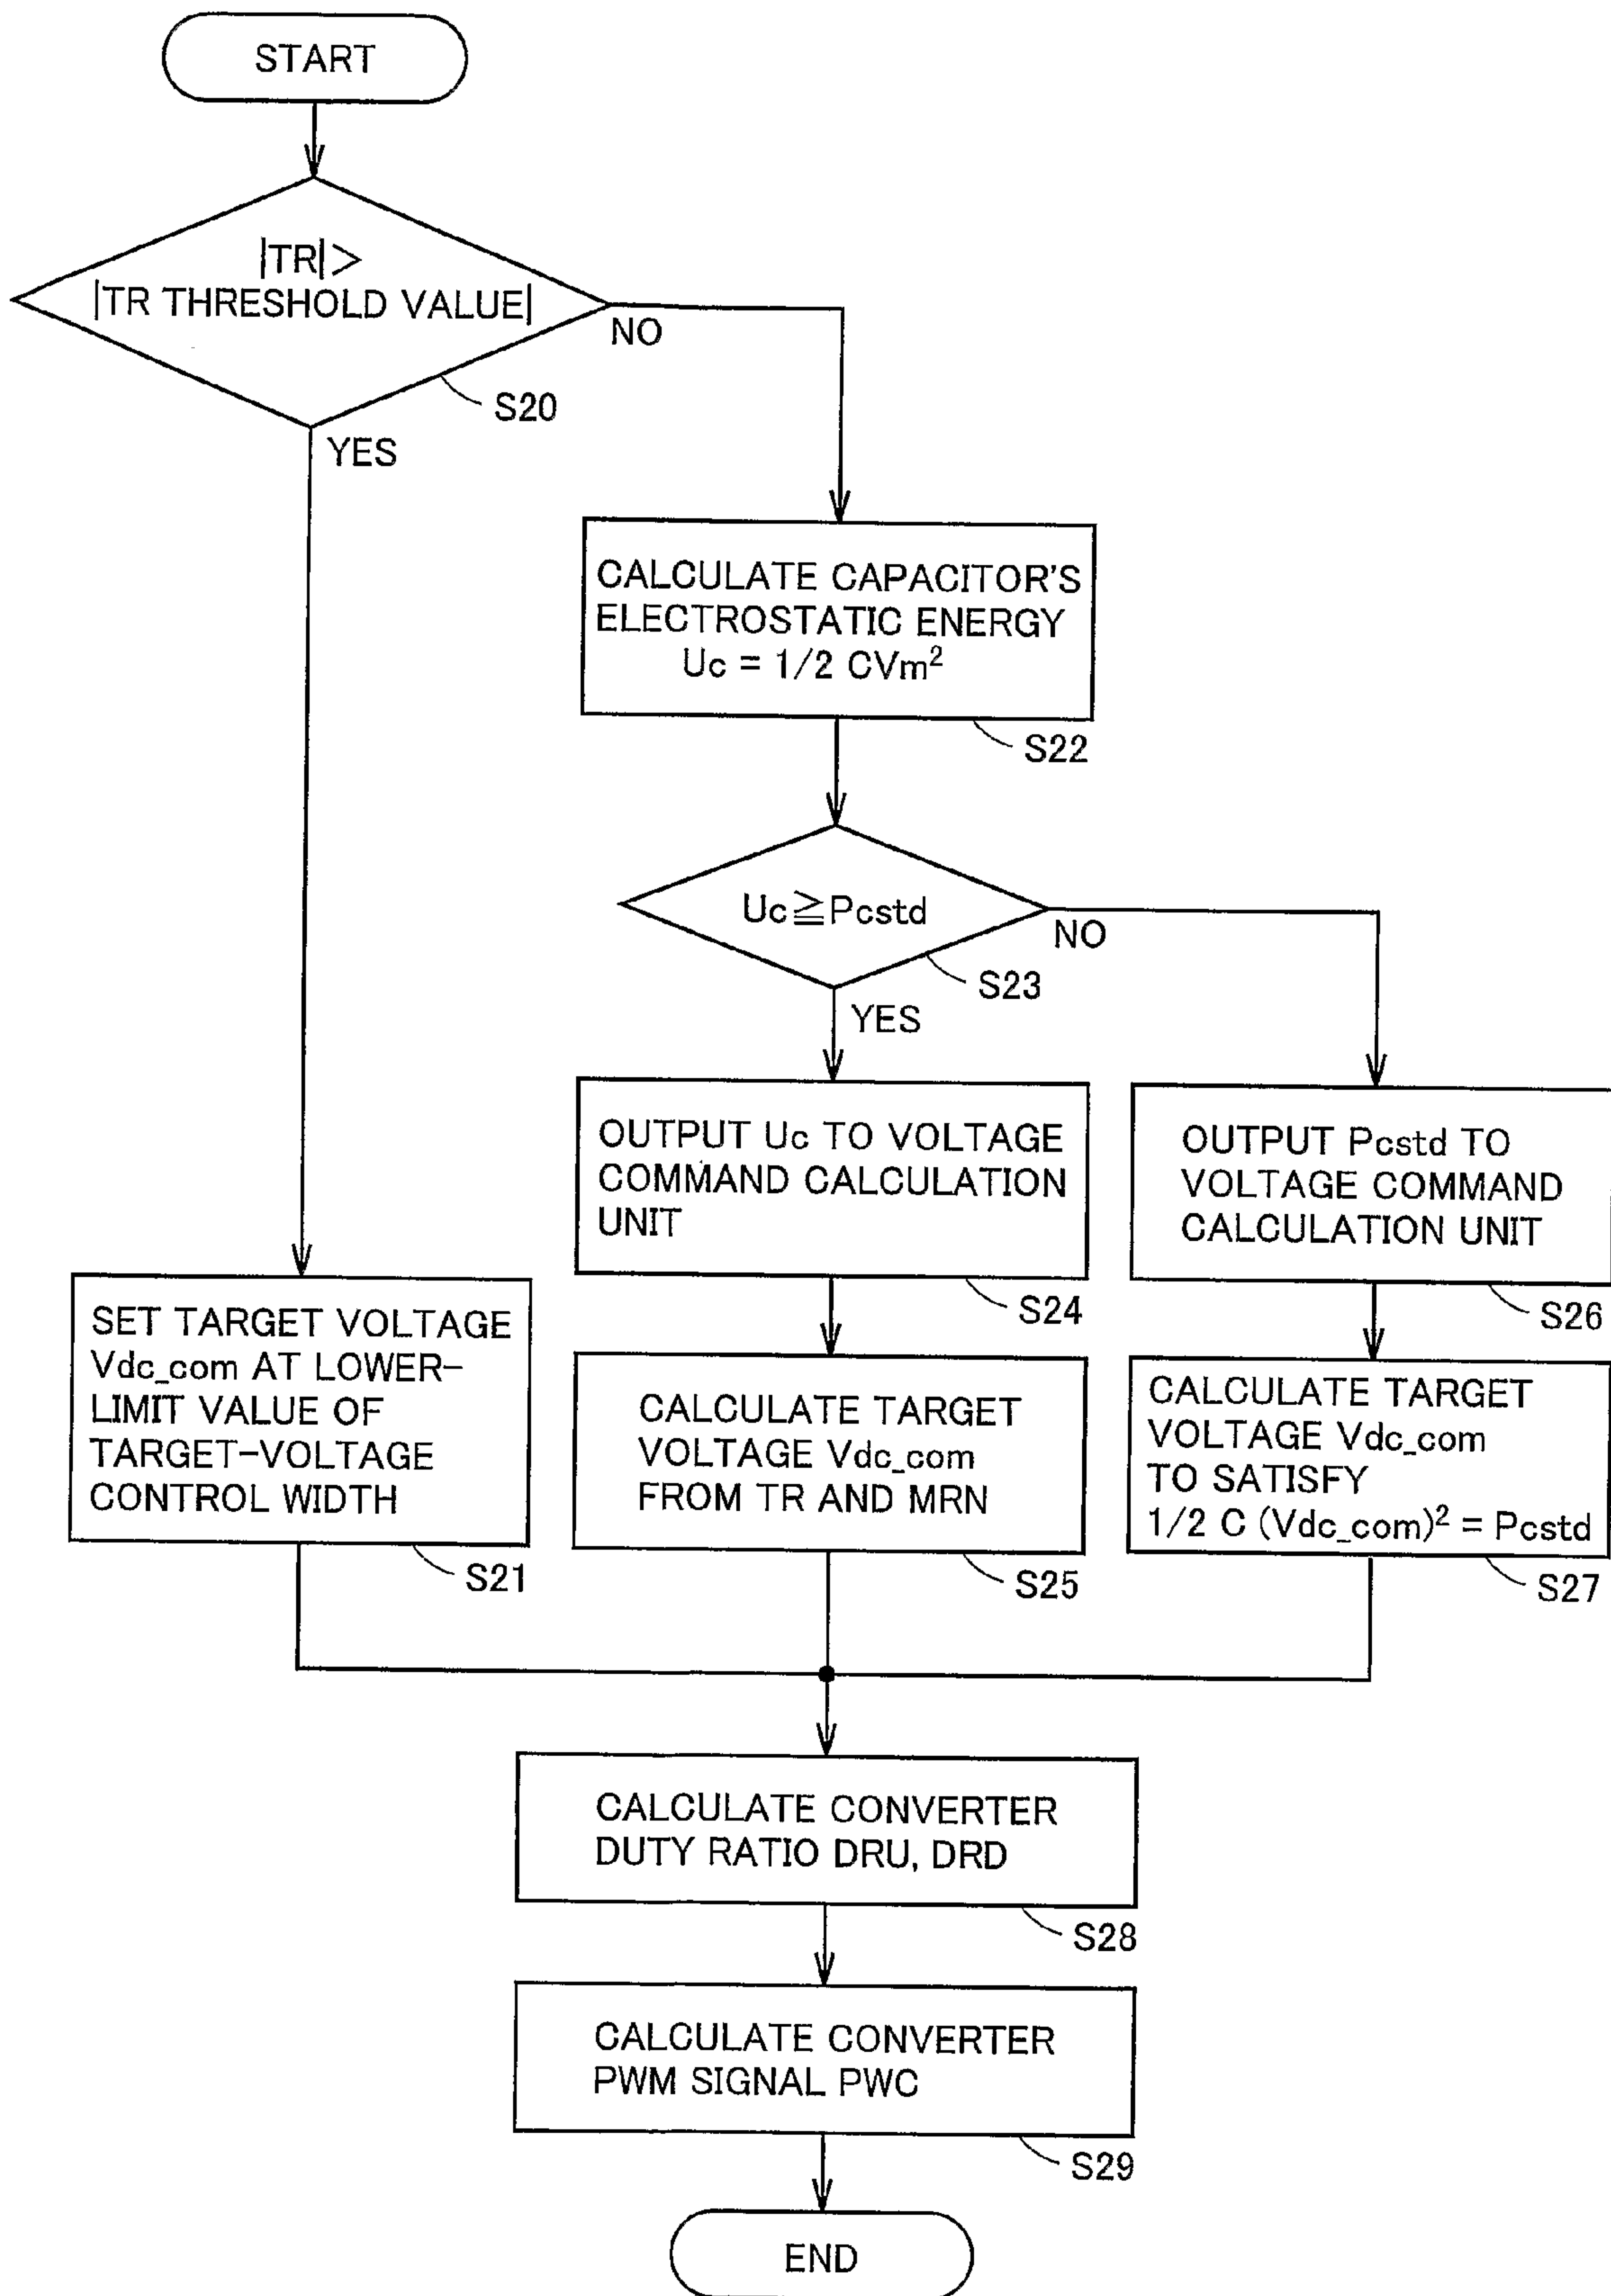 START
|TR|>
|TR THRESHOLD VALUE|
NO
S20
YES
CALCULATE CAPACITOR'S
ELECTROSTATIC ENERGY
Uc = 1/2 CVm²
S22
Uc≧Pcstd
NO
S23
YES
OUTPUT Uc TO VOLTAGE
COMMAND CALCULATION
UNIT
S24
OUTPUT Pcstd TO
VOLTAGE COMMAND
CALCULATION UNIT
S26
SET TARGET VOLTAGE
Vdc_com AT LOWER-
LIMIT VALUE OF
TARGET-VOLTAGE
CONTROL WIDTH
S21
CALCULATE TARGET
VOLTAGE Vdc_com
FROM TR AND MRN
S25
CALCULATE TARGET
VOLTAGE Vdc_com
TO SATISFY
1/2 C (Vdc_com)² = Pcstd
S27
CALCULATE CONVERTER
DUTY RATIO DRU, DRD
S28
CALCULATE CONVERTER
PWM SIGNAL PWC
S29
END